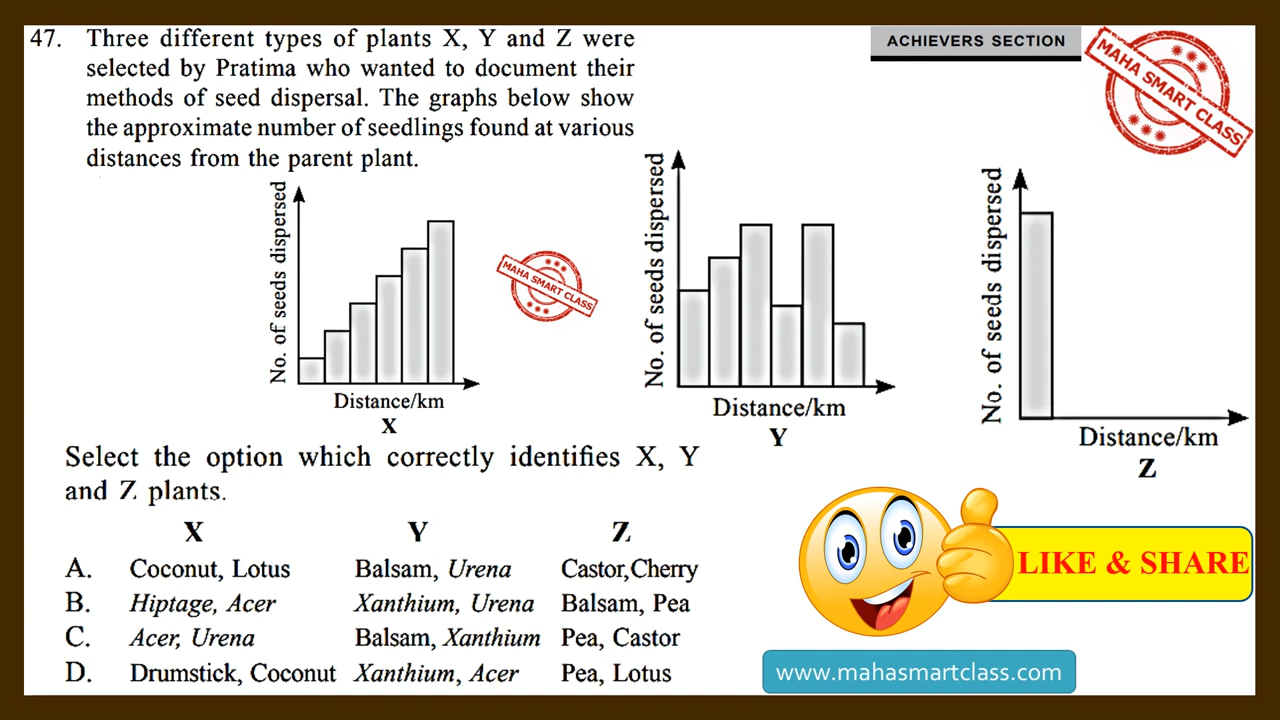 47. Three different types of plants X, Y and Z were
selected by Pratima who wanted to document their
methods of seed dispersal. The graphs below show
the approximate number of seedlings found at various
distances from the parent plant.
ACHIEVERS SECTION
MAHA SMART CLASS
No. of seeds dispersed
Distance/km
X
MAHA SMART CLASS
No. of seeds dispersed
Distance/km
Y
No. of seeds dispersed
Distance/km
Z
Select the option which correctly identifies X, Y
and Z plants.
X Y Z
A. Coconut, Lotus Balsam, Urena Castor,Cherry
B. Hiptage, Acer Xanthium, Urena Balsam, Pea
C. Acer, Urena Balsam, Xanthium Pea, Castor
D. Drumstick, Coconut Xanthium, Acer Pea, Lotus
LIKE & SHARE
www.mahasmartclass.com